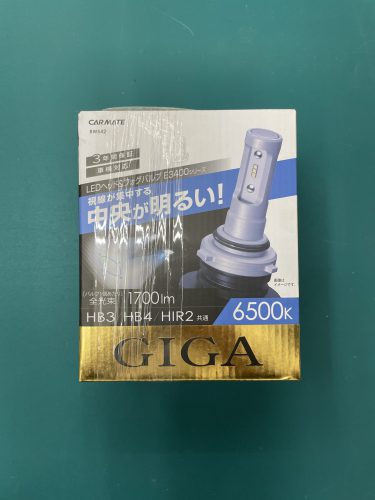 CARMATE
BW542
3年間保証
車検対応!
LEDヘッド&フォグバルブ E3400シリーズ
視線が集中する
中央が明るい!
全光束 1700lm
HB3 HB4 / HIR2 共通
6500K
GIGA